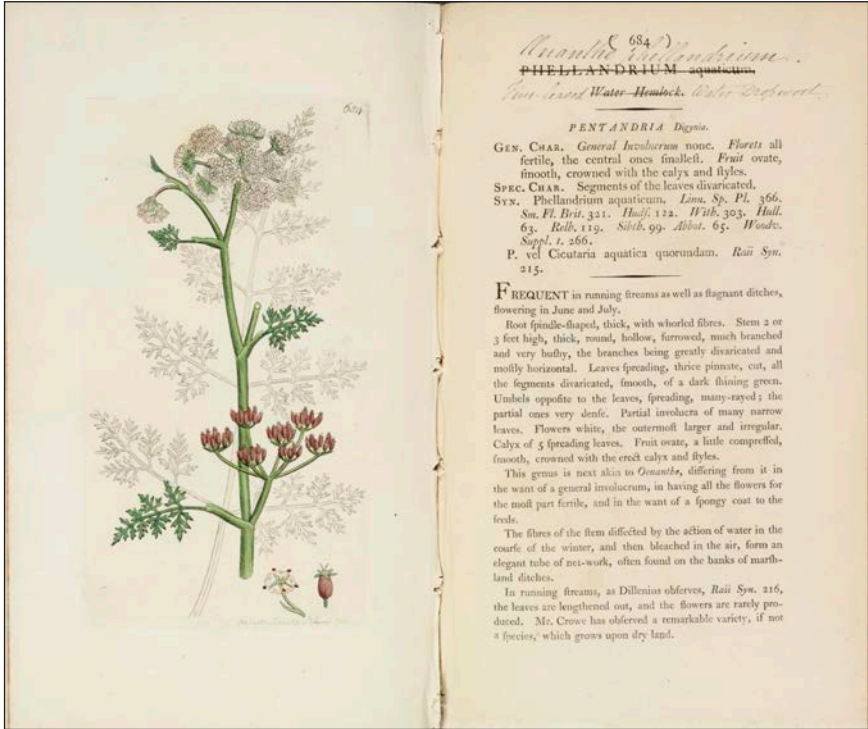 684
( 684 )
Œnanthe Phellandrium.
PHELLANDRIUM aquaticum.
Fine-leaved Water Hemlock. Water Dropwort.
PENTANDRIA Digynia.
GEN. CHAR. General Involucrum none. Florets all
fertile, the central ones ſmalleſt. Fruit ovate,
ſmooth, crowned with the calyx and ſtyles.
SPEC. CHAR. Segments of the leaves divaricated.
SYN. Phellandrium aquaticum. Linn. Sp. Pl. 366.
Sm. Fl. Brit. 321. Hudſ. 122. With. 303. Hull.
63. Relh. 119. Sibth. 99. Abbot. 65. Woodv.
Suppl. t. 266.
P. vel Cicutaria aquatica quorundam. Raii Syn.
215.
FREQUENT in running ſtreams as well as ſtagnant ditches,
flowering in June and July.
Root ſpindle-ſhaped, thick, with whorled fibres. Stem 2 or
3 feet high, thick, round, hollow, furrowed, much branched
and very buſhy, the branches being greatly divaricated and
moſtly horizontal. Leaves ſpreading, thrice pinnate, cut, all
the ſegments divaricated, ſmooth, of a dark ſhining green.
Umbels oppoſite to the leaves, ſpreading, many-rayed; the
partial ones very denſe. Partial involucra of many narrow
leaves. Flowers white, the outermoſt larger and irregular.
Calyx of 5 ſpreading leaves. Fruit ovate, a little compreſſed,
ſmooth, crowned with the erect calyx and ſtyles.
This genus is next akin to Oenanthe, differing from it in
the want of a general involucrum, in having all the flowers for
the moſt part fertile, and in the want of a ſpongy coat to the
ſeeds.
The fibres of the ſtem diſſected by the action of water in the
courſe of the winter, and then bleached in the air, form an
elegant tube of net-work, often found on the banks of marſh-
land ditches.
In running ſtreams, as Dillenius obſerves, Raii Syn. 216,
the leaves are lengthened out, and the flowers are rarely pro-
duced. Mr. Crowe has obſerved a remarkable variety, if not
a ſpecies, which grows upon dry land.